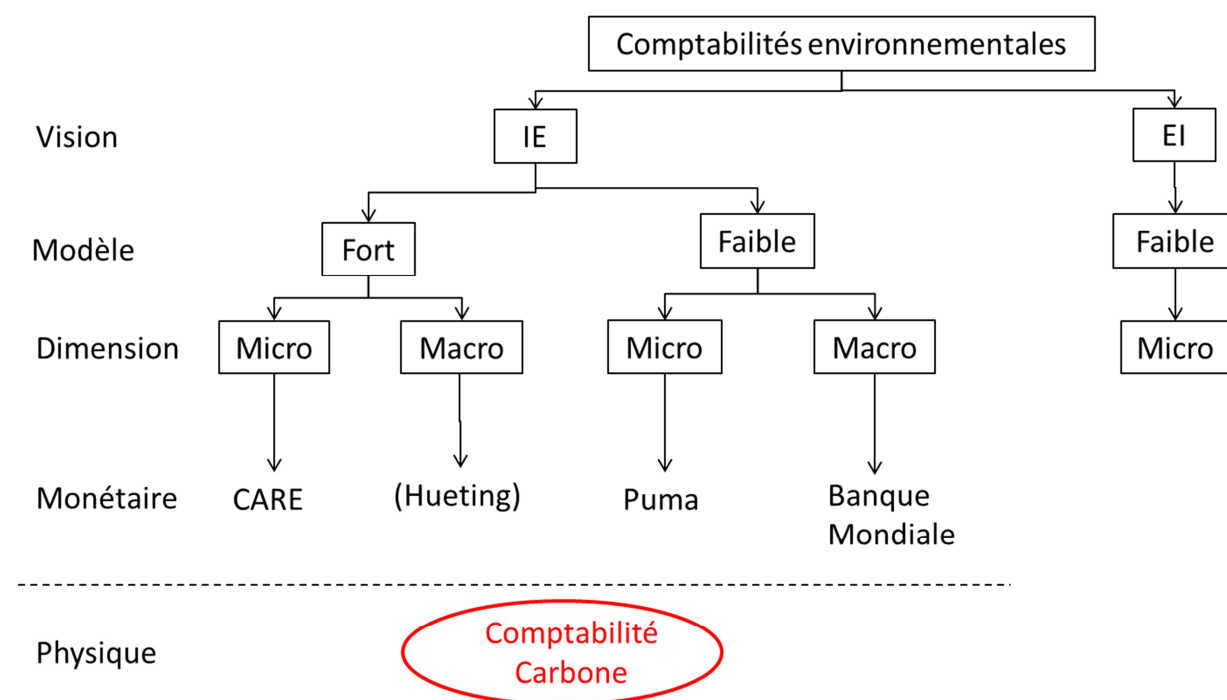 Comptabilités environnementales
Vision
IE
EI
Modèle
Fort
Faible
Faible
Dimension
Micro
Macro
Micro
Macro
Micro
Monétaire
CARE
(Hueting)
Puma
Banque
Mondiale
Physique
Comptabilité
Carbone